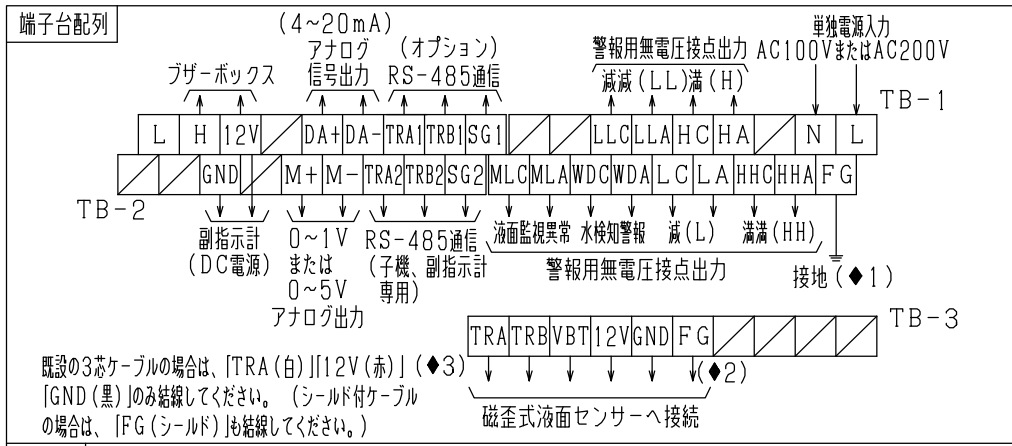 端子台配列
(4~20mA)
アナログ
信号出力
(オプション)
RS-485通信
ブザーボックス
警報用無電圧接点出力
減減(LL)満(H)
単独電源入力
AC100VまたはAC200V
TB-1
L H 12V DA+ DA- TRA1 TRB1 SG1 LLC LLA HC HA N L
GND M+ M- TRA2 TRB2 SG2 MLC MLA WDC WDA LC LA HHC HHA FG
TB-2
副指示計
(DC電源)
0~1V
または
0~5V
アナログ出力
RS-485通信
(子機、副指示計
専用)
液面監視異常 水検知警報 減(L) 満満(HH)
警報用無電圧接点出力
接地(◆1)
TRA TRB VBT 12V GND FG
TB-3
(◆2)
磁歪式液面センサーへ接続
既設の3芯ケーブルの場合は、「TRA(白)」「12V(赤)」(◆3)
「GND(黒)」のみ結線してください。 (シールド付ケーブル
の場合は、「FG(シールド)」も結線してください。)